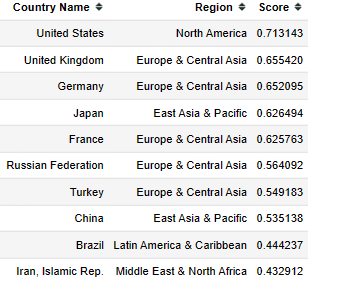 Country Name Region Score
United States North America 0.713143
United Kingdom Europe & Central Asia 0.655420
Germany Europe & Central Asia 0.652095
Japan East Asia & Pacific 0.626494
France Europe & Central Asia 0.625763
Russian Federation Europe & Central Asia 0.564092
Turkey Europe & Central Asia 0.549183
China East Asia & Pacific 0.535138
Brazil Latin America & Caribbean 0.444237
Iran, Islamic Rep. Middle East & North Africa 0.432912